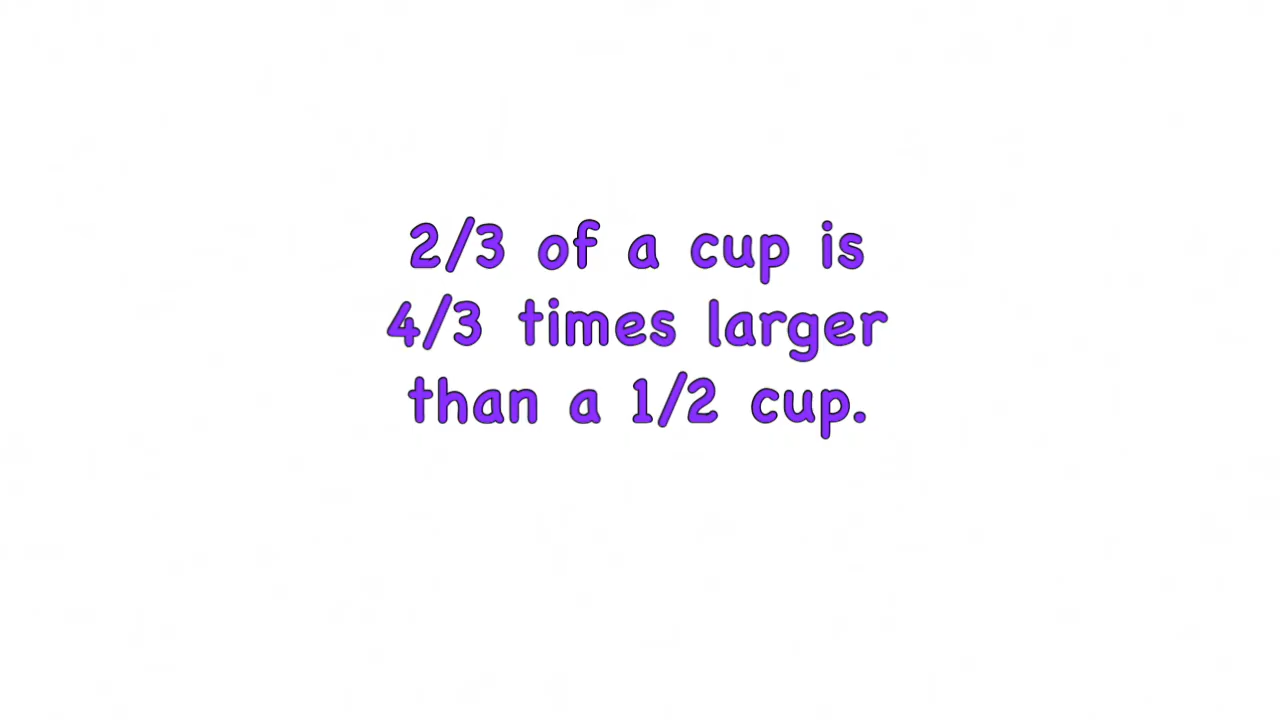 2/3 of a cup is
4/3 times larger
than a 1/2 cup.